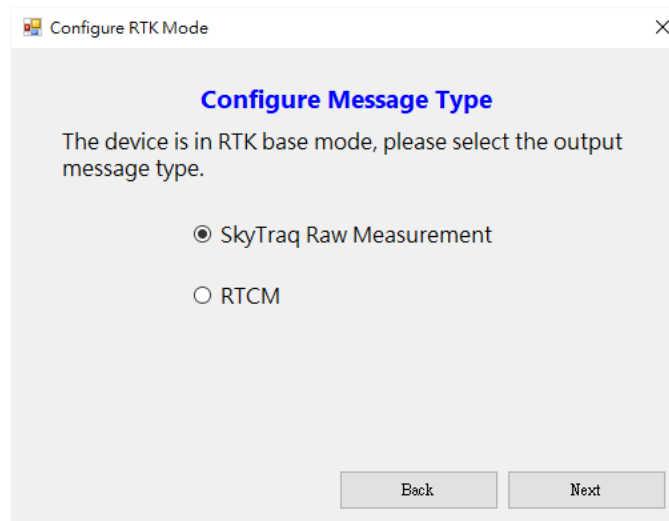 Configure RTK Mode
Configure Message Type
The device is in RTK base mode, please select the output
message type.
SkyTraq Raw Measurement
RTCM
Back
Next